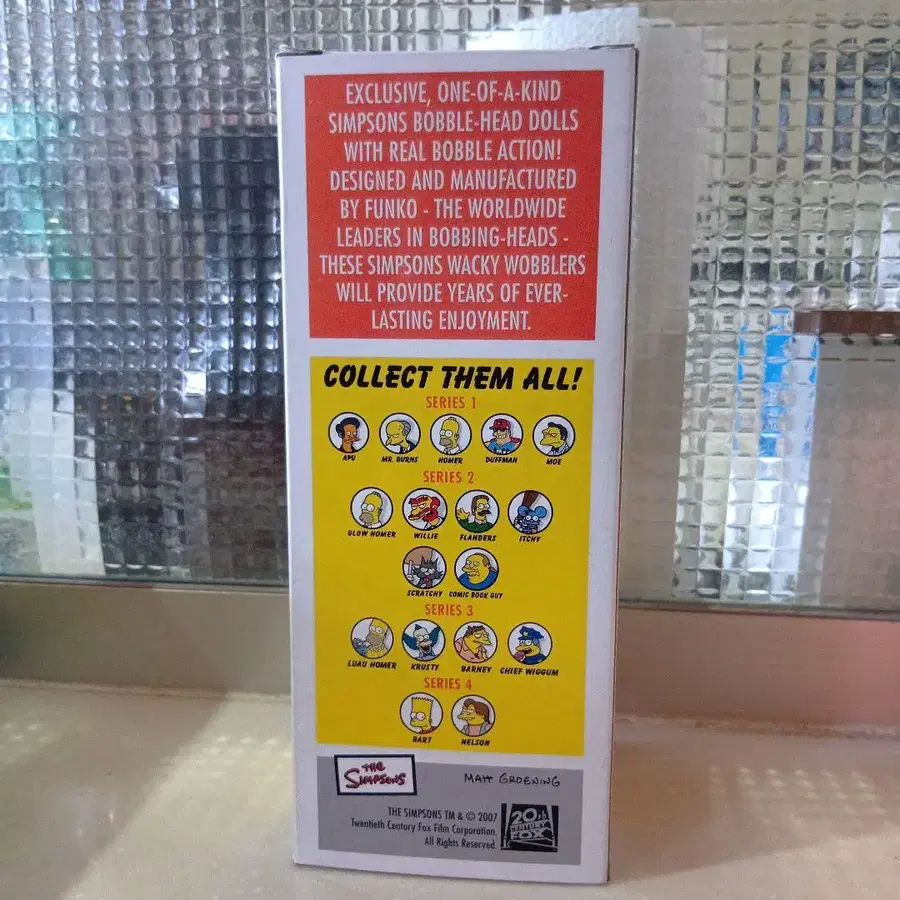 EXCLUSIVE, ONE-OF-A-KIND
SIMPSONS BOBBLE-HEAD DOLLS
WITH REAL BOBBLE ACTION!
DESIGNED AND MANUFACTURED
BY FUNKO - THE WORLDWIDE
LEADERS IN BOBBING-HEADS -
THESE SIMPSONS WACKY WOBBLERS
WILL PROVIDE YEARS OF EVER-
LASTING ENJOYMENT.
COLLECT THEM ALL!
SERIES 1
APU MR. BURNS HOMER DUFFMAN MOE
SERIES 2
GLOW HOMER WILLIE FLANDERS ITCHY
SCRATCHY COMIC BOOK GUY
SERIES 3
LUAU HOMER KRUSTY BARNEY CHIEF WIGGUM
SERIES 4
BART NELSON
THE
SIMPSONS
MATT GROENING
THE SIMPSONS TM & © 2007
Twentieth Century Fox Film Corporation.
All Rights Reserved.
20th
CENTURY
FOX